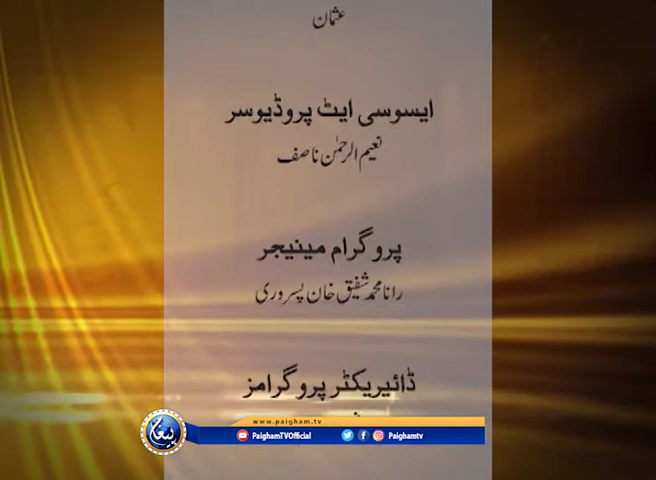 عثمان
ایسوسی ایٹ پروڈیوسر
نعیم الرحمٰن ناصف
پروگرام مینیجر
رانا محمد شفیق خان پسروری
ڈائیریکٹر پروگرامز
پیغام
www.paigham.tv
PaighamTVOfficial
Paighamtv